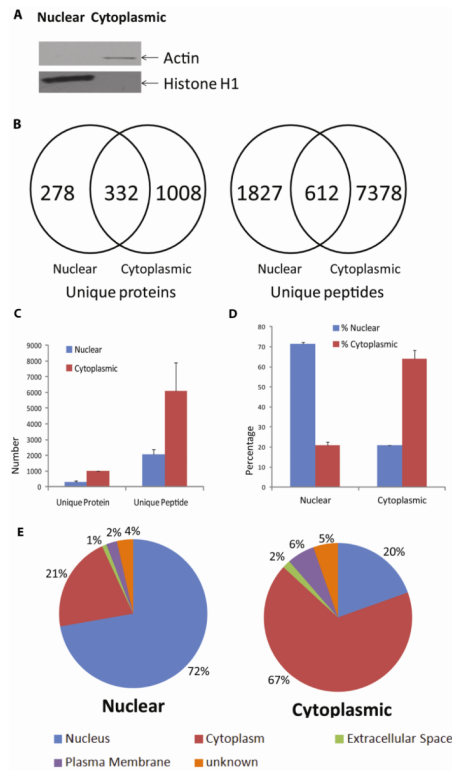 A
Nuclear Cytoplasmic
Actin
Histone H1
B
278 332 1008
Nuclear Cytoplasmic
Unique proteins
1827 612 7378
Nuclear Cytoplasmic
Unique peptides
C
Nuclear
Cytoplasmic
Number
9000
8000
7000
6000
5000
4000
3000
2000
1000
0
Unique Protein Unique Peptide
D
% Nuclear
% Cytoplasmic
Percentage
80
70
60
50
40
30
20
10
0
Nuclear Cytoplasmic
E
1% 2% 4%
21%
72%
Nuclear
2% 6% 5%
20%
67%
Cytoplasmic
Nucleus Cytoplasm Extracellular Space
Plasma Membrane unknown